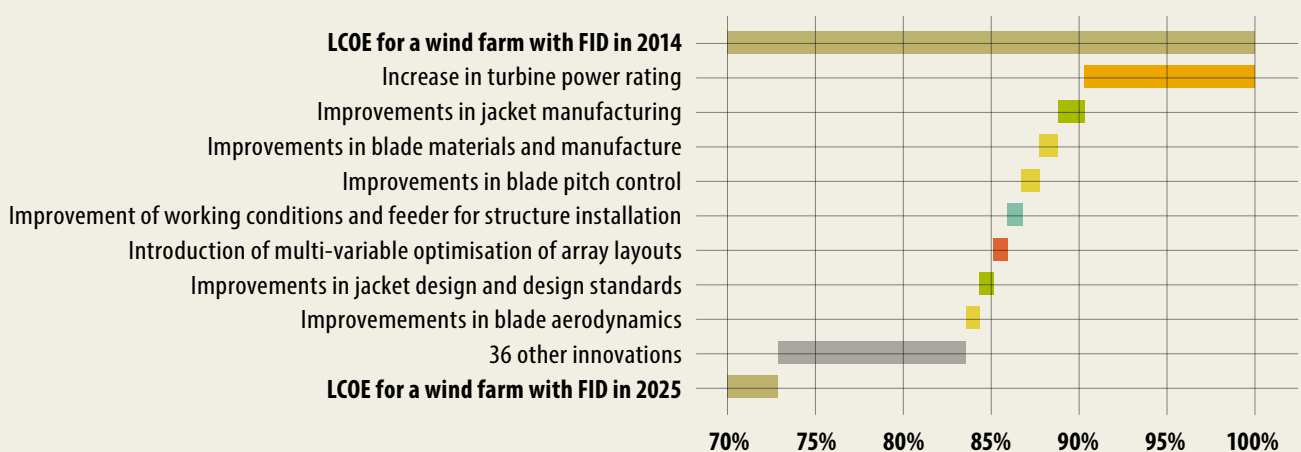 LCOE for a wind farm with FID in 2014
Increase in turbine power rating
Improvements in jacket manufacturing
Improvements in blade materials and manufacture
Improvements in blade pitch control
Improvement of working conditions and feeder for structure installation
Introduction of multi-variable optimisation of array layouts
Improvements in jacket design and design standards
Improvemements in blade aerodynamics
36 other innovations
LCOE for a wind farm with FID in 2025
70% 75% 80% 85% 90% 95% 100%